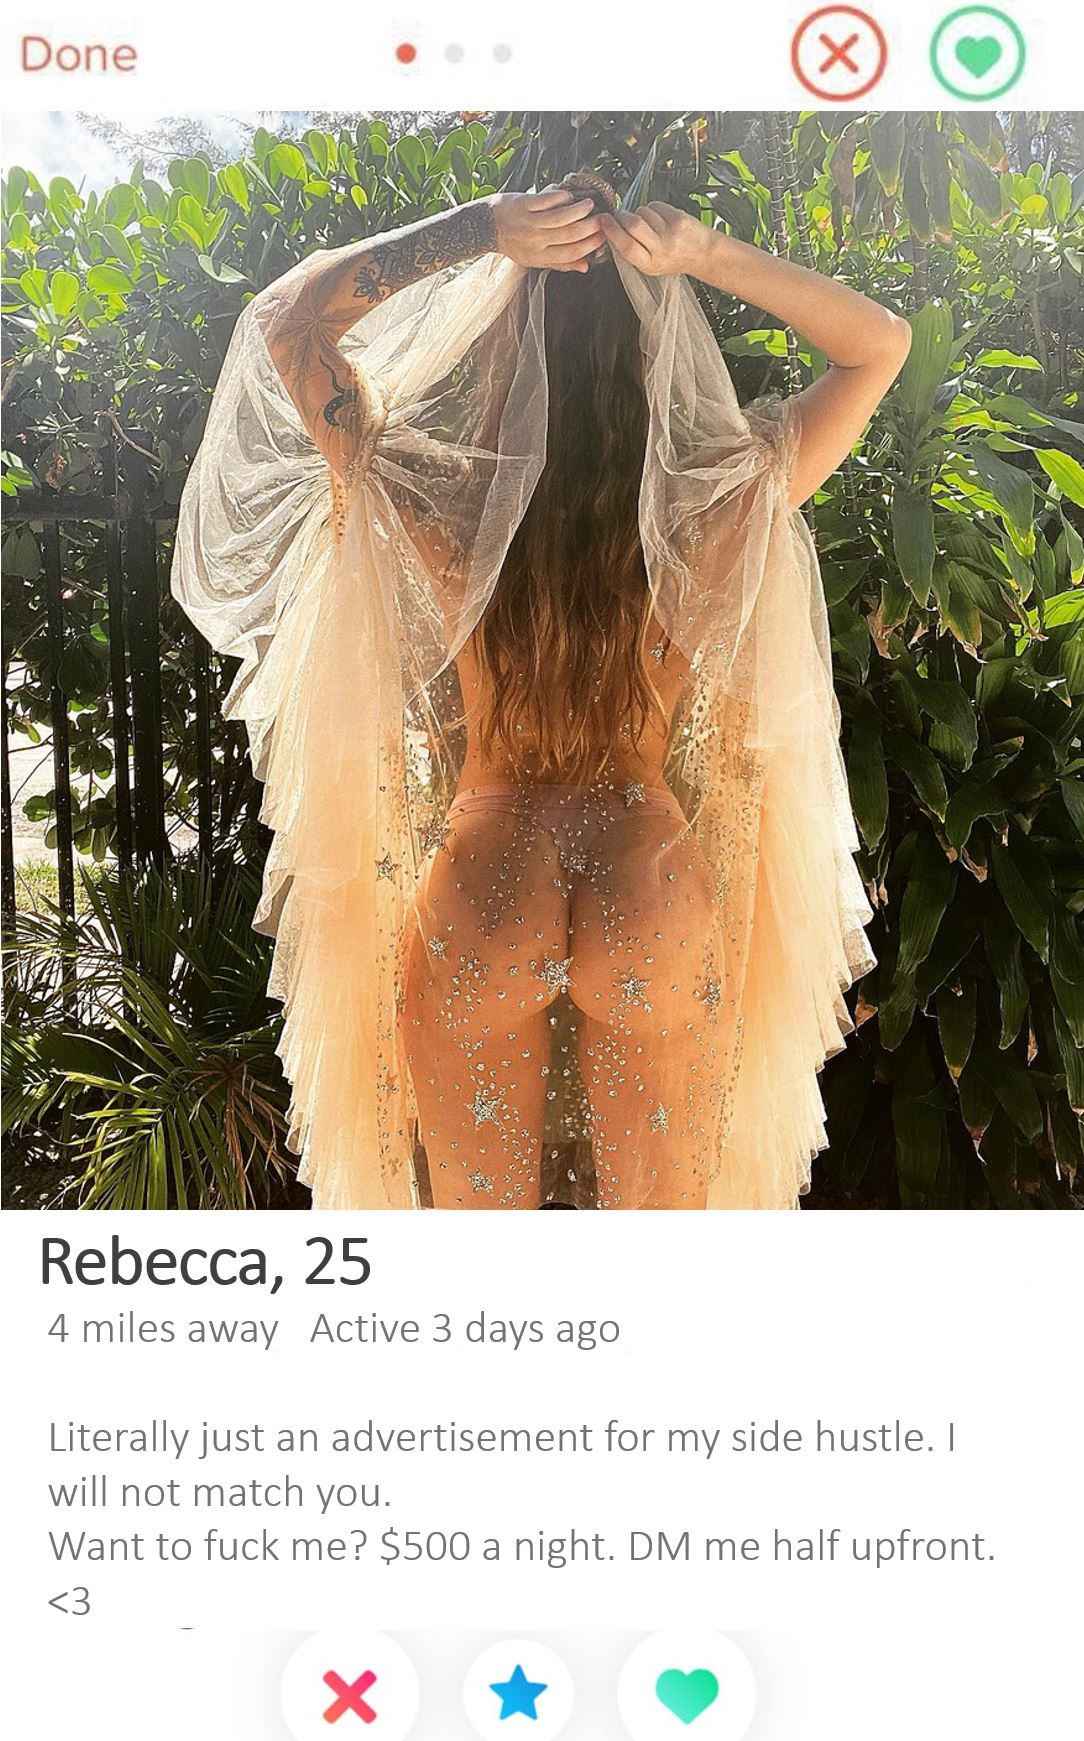 Done
Rebecca, 25
4 miles away Active 3 days ago
Literally just an advertisement for my side hustle. I
will not match you.
Want to fuck me? $500 a night. DM me half upfront.
<3